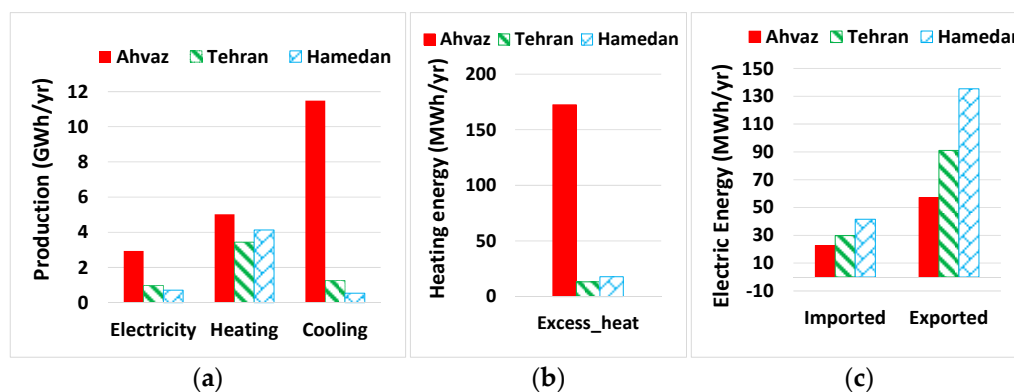 Ahvaz Tehran Hamedan
Production (GWh/yr)
12
10
8
6
4
2
0
Electricity Heating Cooling
(a)
Ahvaz Tehran Hamedan
Heating energy (MWh/yr)
200
150
100
50
0
Excess_heat
(b)
Ahvaz Tehran Hamedan
Electric Energy (MWh/yr)
150
130
110
90
70
50
30
10
-10
Imported Exported
(c)